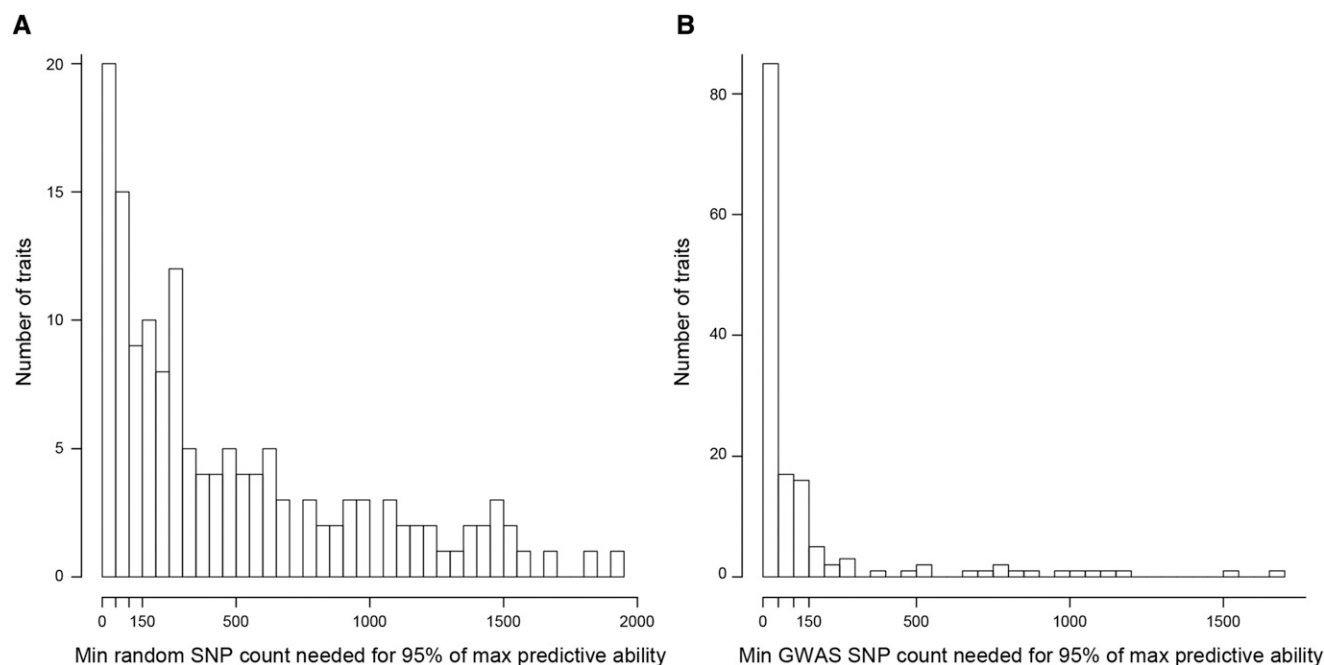 A
20
15
10
5
0
Number of traits
0 150 500 1000 1500 2000
Min random SNP count needed for 95% of max predictive ability
B
80
60
40
20
0
Number of traits
0 150 500 1000 1500
Min GWAS SNP count needed for 95% of max predictive ability